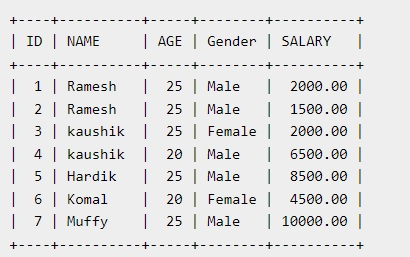 +----+----------+-----+--------+----------+
| ID | NAME     | AGE | Gender | SALARY   |
+----+----------+-----+--------+----------+
|  1 | Ramesh   |  25 | Male   |  2000.00 |
|  2 | Ramesh   |  25 | Male   |  1500.00 |
|  3 | kaushik  |  25 | Female |  2000.00 |
|  4 | kaushik  |  20 | Male   |  6500.00 |
|  5 | Hardik   |  25 | Male   |  8500.00 |
|  6 | Komal    |  20 | Female |  4500.00 |
|  7 | Muffy    |  25 | Male   | 10000.00 |
+----+----------+-----+--------+----------+